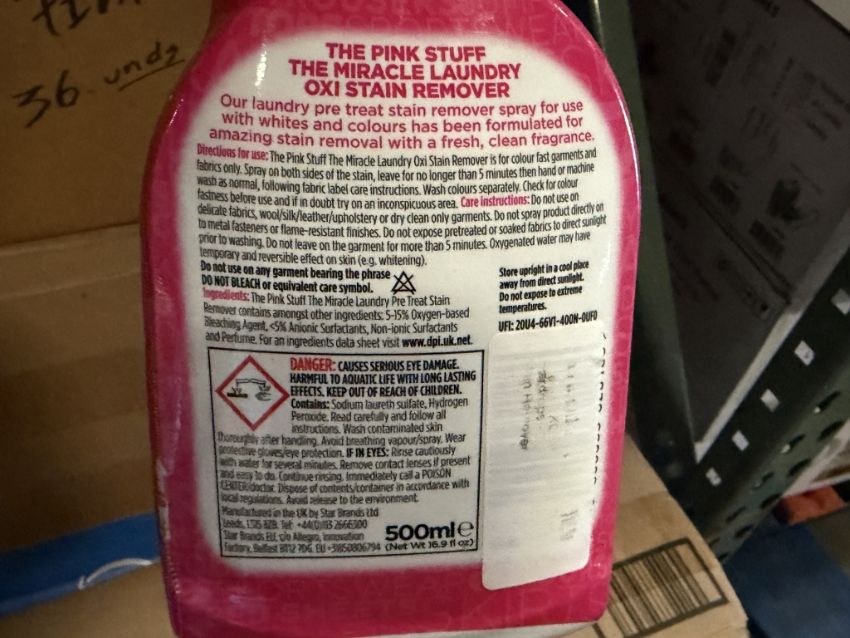 36 undz
THE PINK STUFF
THE MIRACLE LAUNDRY
OXI STAIN REMOVER
Our laundry pre treat stain remover spray for use
with whites and colours has been formulated for
amazing stain removal with a fresh, clean fragrance.
Directions for use: The Pink Stuff The Miracle Laundry Oxi Stain Remover is for colour fast garments and
fabrics only. Spray on both sides of the stain, leave for no longer than 5 minutes then hand or machine
wash as normal, following fabric label care instructions. Wash colours separately. Check for colour
fastness before use and if in doubt try on an inconspicuous area. Care instructions: Do not use on
delicate fabrics, wool/silk/leather/upholstery or dry clean only garments. Do not spray product directly on
to metal fasteners or flame-resistant finishes. Do not expose pretreated or soaked fabrics to direct sunlight
prior to washing. Do not leave on the garment for more than 5 minutes. Oxygenated water may have
temporary and reversible effect on skin (e.g. whitening).
Do not use on any garment bearing the phrase
DO NOT BLEACH or equivalent care symbol.
Ingredients: The Pink Stuff The Miracle Laundry Pre Treat Stain
Remover contains amongst other ingredients: 5-15% Oxygen-based
Bleaching Agent, <5% Anionic Surfactants, Non-ionic Surfactants
and Perfume. For an ingredients data sheet visit www.dpi.uk.net.
Store upright in a cool place
away from direct sunlight.
Do not expose to extreme
temperatures.
UFI: 20U4-66V1-400N-0UF0
DANGER: CAUSES SERIOUS EYE DAMAGE.
HARMFUL TO AQUATIC LIFE WITH LONG LASTING
EFFECTS. KEEP OUT OF REACH OF CHILDREN.
Contains: Sodium laureth sulfate, Hydrogen
Peroxide. Read carefully and follow all
instructions. Wash contaminated skin
thoroughly after handling. Avoid breathing vapour/spray. Wear
protective gloves/eye protection. IF IN EYES: Rinse cautiously
with water for several minutes. Remove contact lenses if present
and easy to do. Continue rinsing. Immediately call a POISON
CENTER/doctor. Dispose of contents/container in accordance with
local regulations. Avoid release to the environment.
Manufactured in the UK by Star Brands Ltd
Leeds, LS15 8ZB. Tel: +44(0)113 2666300
Star Brands EU, c/o Allegro, Innovation
Factory, Belfast BT12 7DG. EU +31850806794
500ml e
(Net Wt 16.9 fl oz)